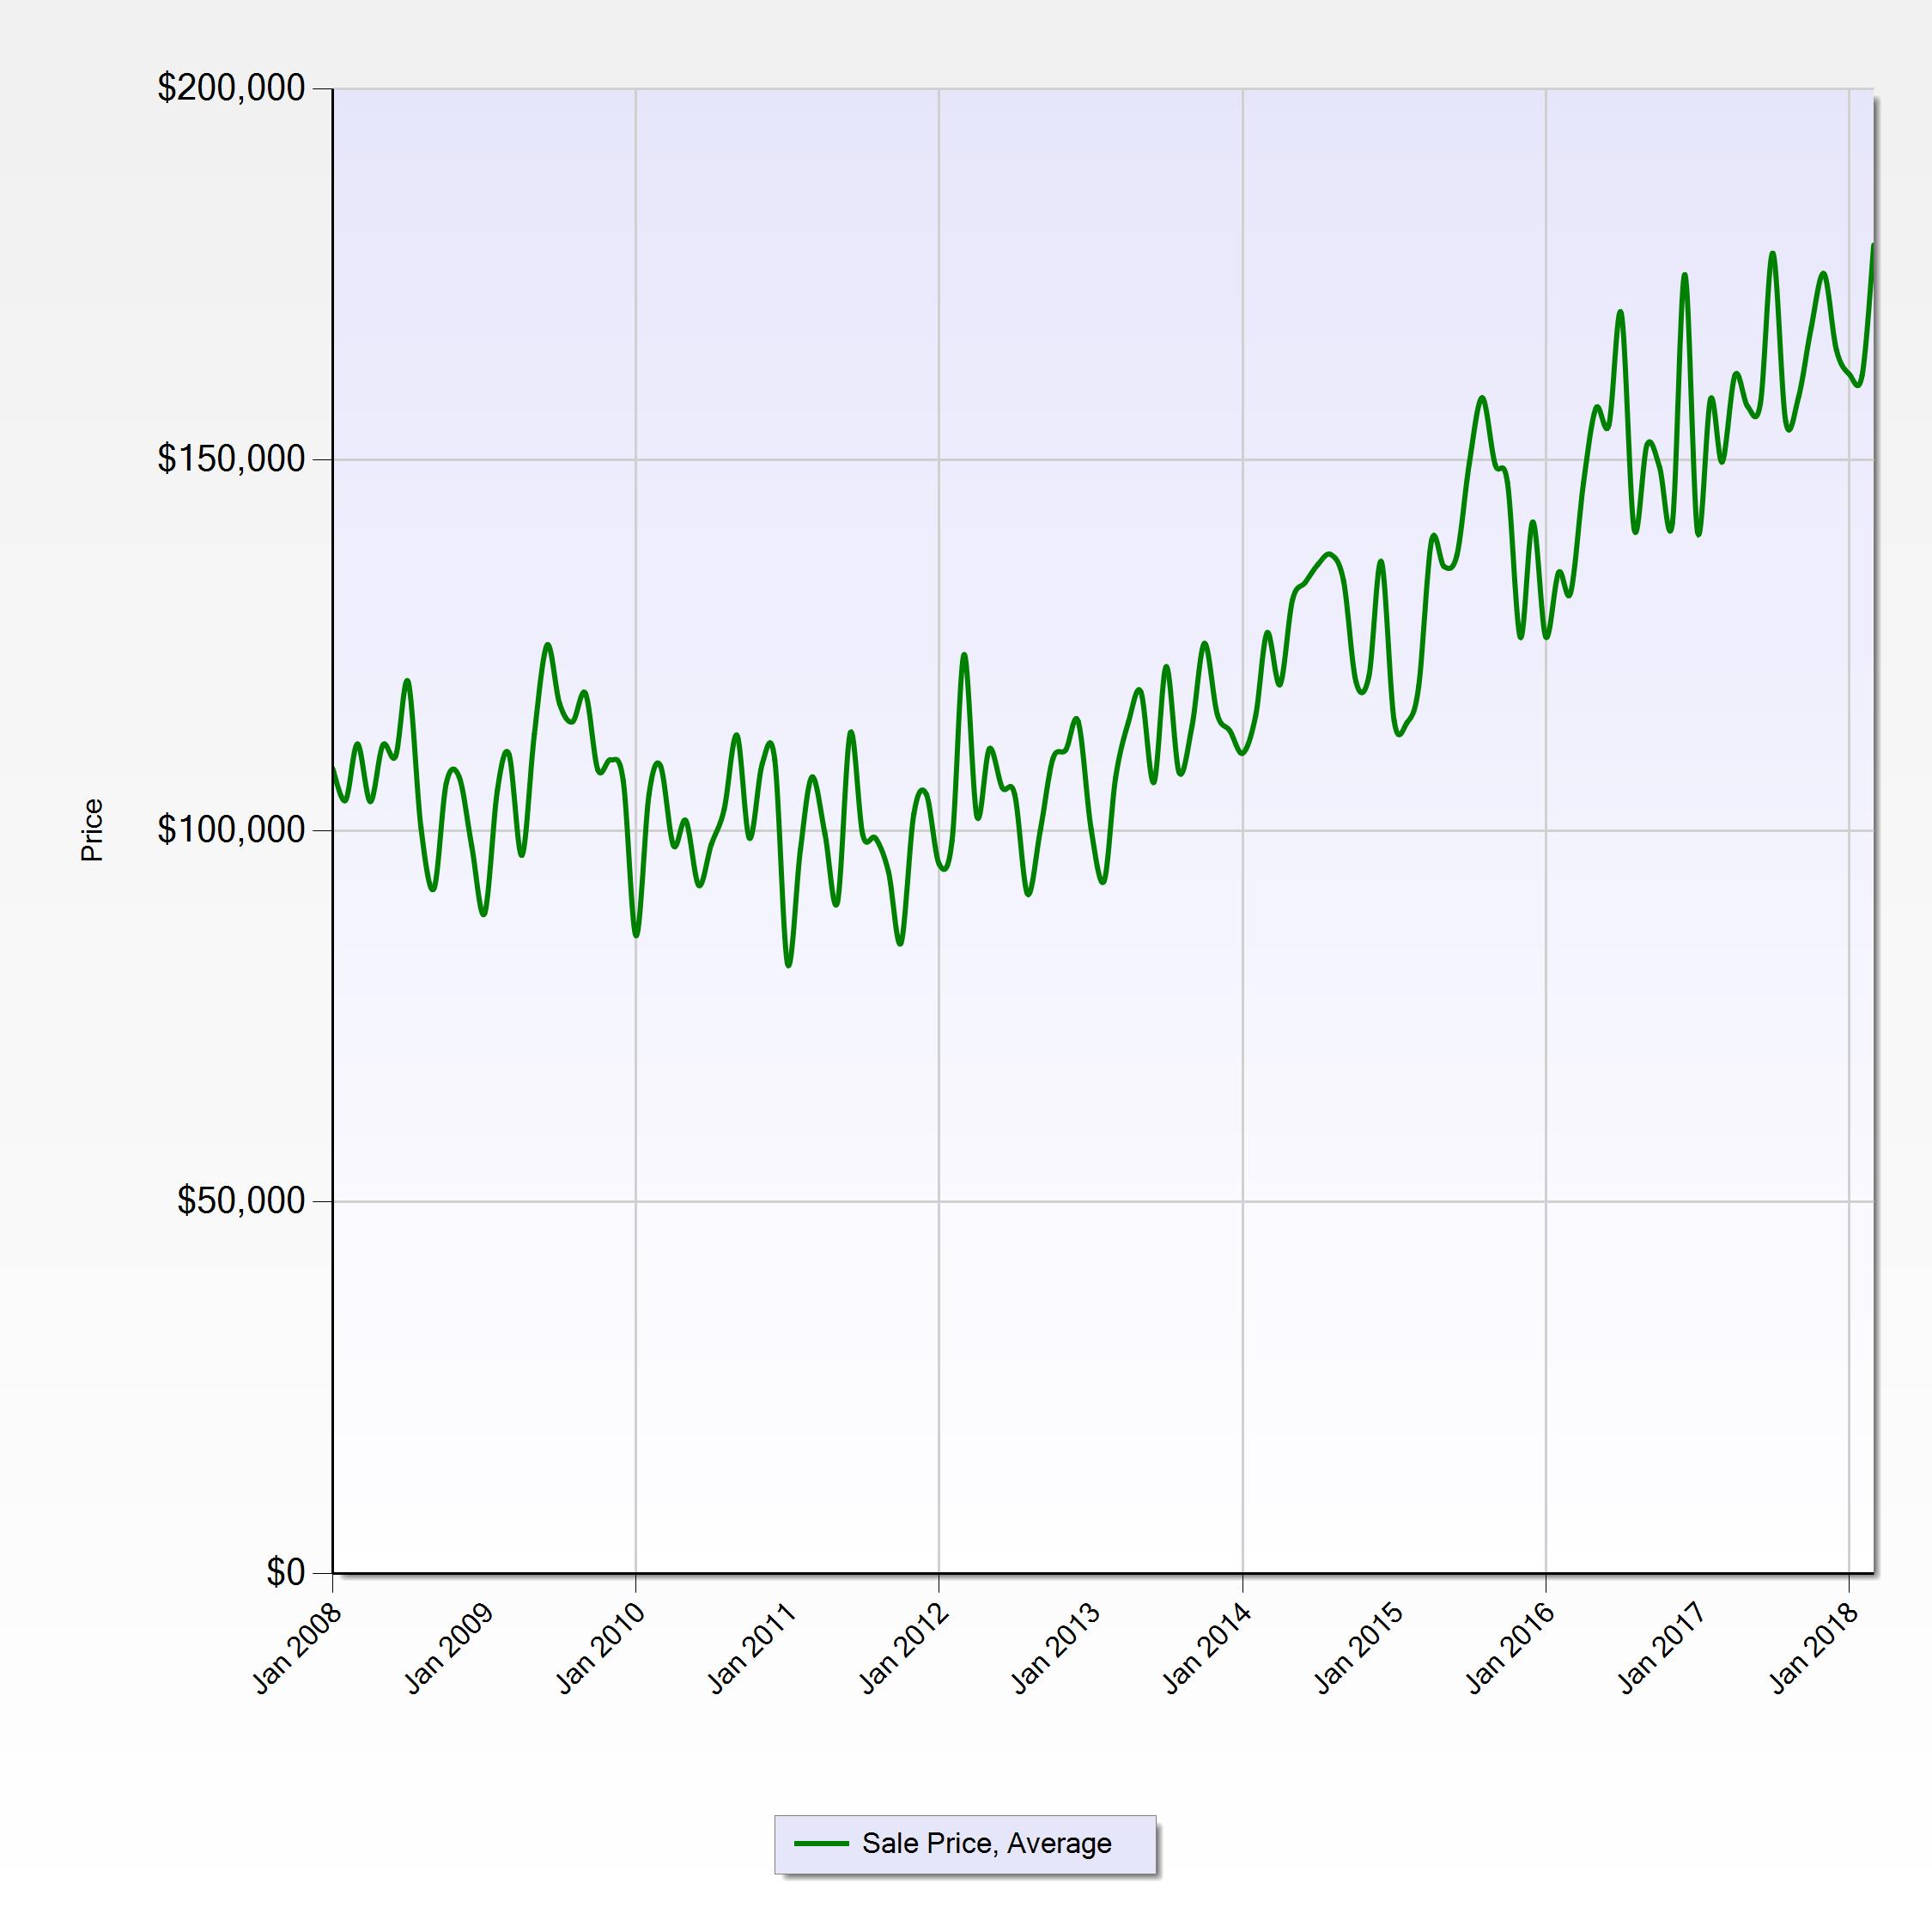 $200,000
$150,000
$100,000
$50,000
$0
Price
Jan 2008
Jan 2009
Jan 2010
Jan 2011
Jan 2012
Jan 2013
Jan 2014
Jan 2015
Jan 2016
Jan 2017
Jan 2018
Sale Price, Average